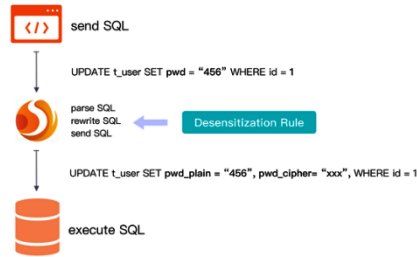 </>
send SQL
UPDATE t_user SET pwd = “456” WHERE id = 1
parse SQL
rewrite SQL
send SQL
Desensitization Rule
UPDATE t_user SET pwd_plain = “456”, pwd_cipher= “xxx”, WHERE id = 1
execute SQL